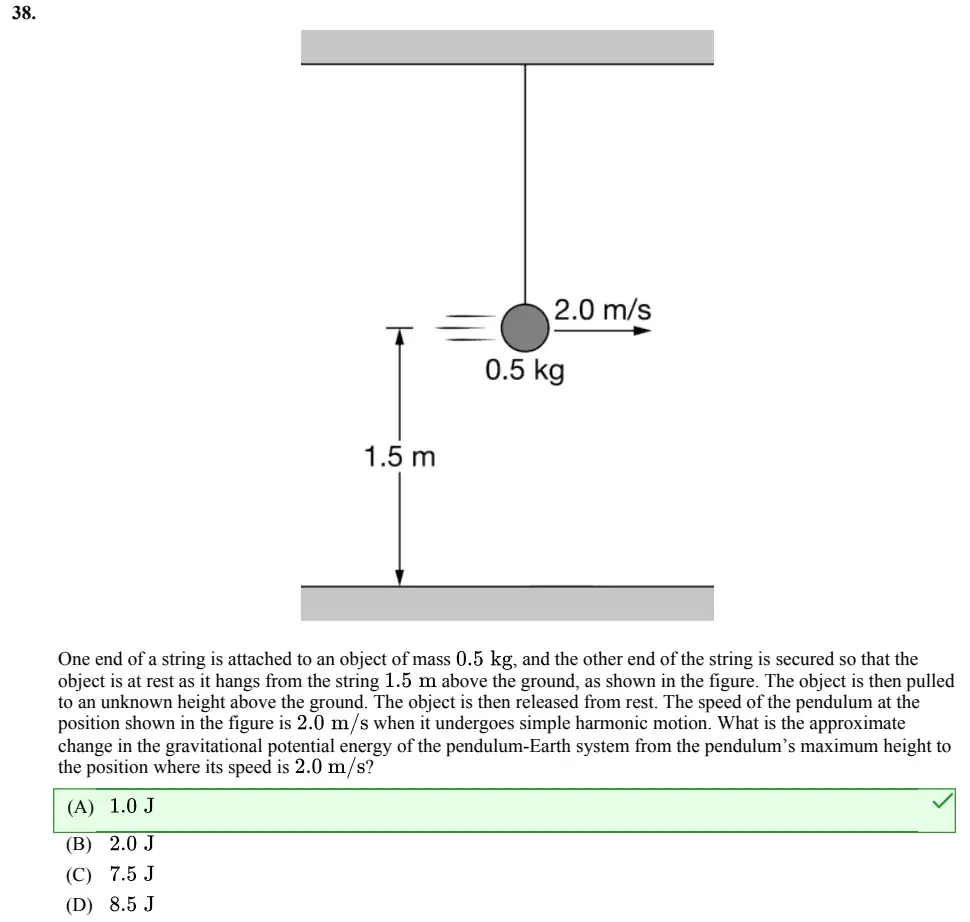 38.
2.0 m/s
0.5 kg
1.5 m
One end of a string is attached to an object of mass 0.5 kg, and the other end of the string is secured so that the
object is at rest as it hangs from the string 1.5 m above the ground, as shown in the figure. The object is then pulled
to an unknown height above the ground. The object is then released from rest. The speed of the pendulum at the
position shown in the figure is 2.0 m/s when it undergoes simple harmonic motion. What is the approximate
change in the gravitational potential energy of the pendulum-Earth system from the pendulum’s maximum height to
the position where its speed is 2.0 m/s?
(A) 1.0 J
(B) 2.0 J
(C) 7.5 J
(D) 8.5 J